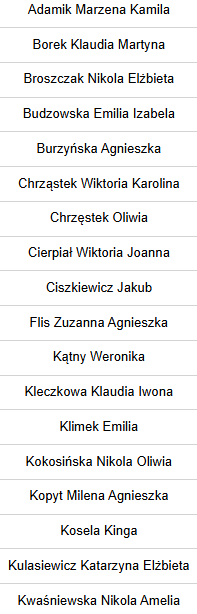 Adamik Marzena Kamila
Borek Klaudia Martyna
Broszczak Nikola Elżbieta
Budzowska Emilia Izabela
Burzyńska Agnieszka
Chrząstek Wiktoria Karolina
Chrzęstek Oliwia
Cierpiał Wiktoria Joanna
Ciszkiewicz Jakub
Flis Zuzanna Agnieszka
Kątny Weronika
Kleczkowa Klaudia Iwona
Klimek Emilia
Kokosińska Nikola Oliwia
Kopyt Milena Agnieszka
Kosela Kinga
Kulasiewicz Katarzyna Elżbieta
Kwaśniewska Nikola Amelia